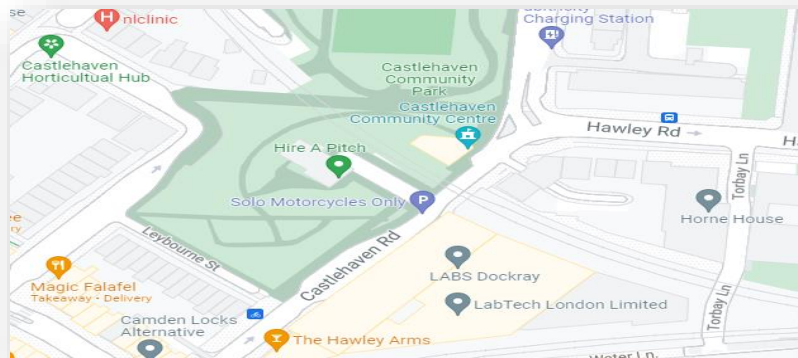 nlclinic
Charging Station
Castlehaven
Horticultual Hub
Castlehaven
Community
Park
Castlehaven
Community Centre
Hawley Rd
Hire A Pitch
Torbay Ln
Solo Motorcycles Only
P
Horne House
Leybourne St
Castlehaven Rd
LABS Dockray
Magic Falafel
Takeaway • Delivery
LabTech London Limited
Camden Locks
Alternative
Torbay Ln
The Hawley Arms
Water Ln.